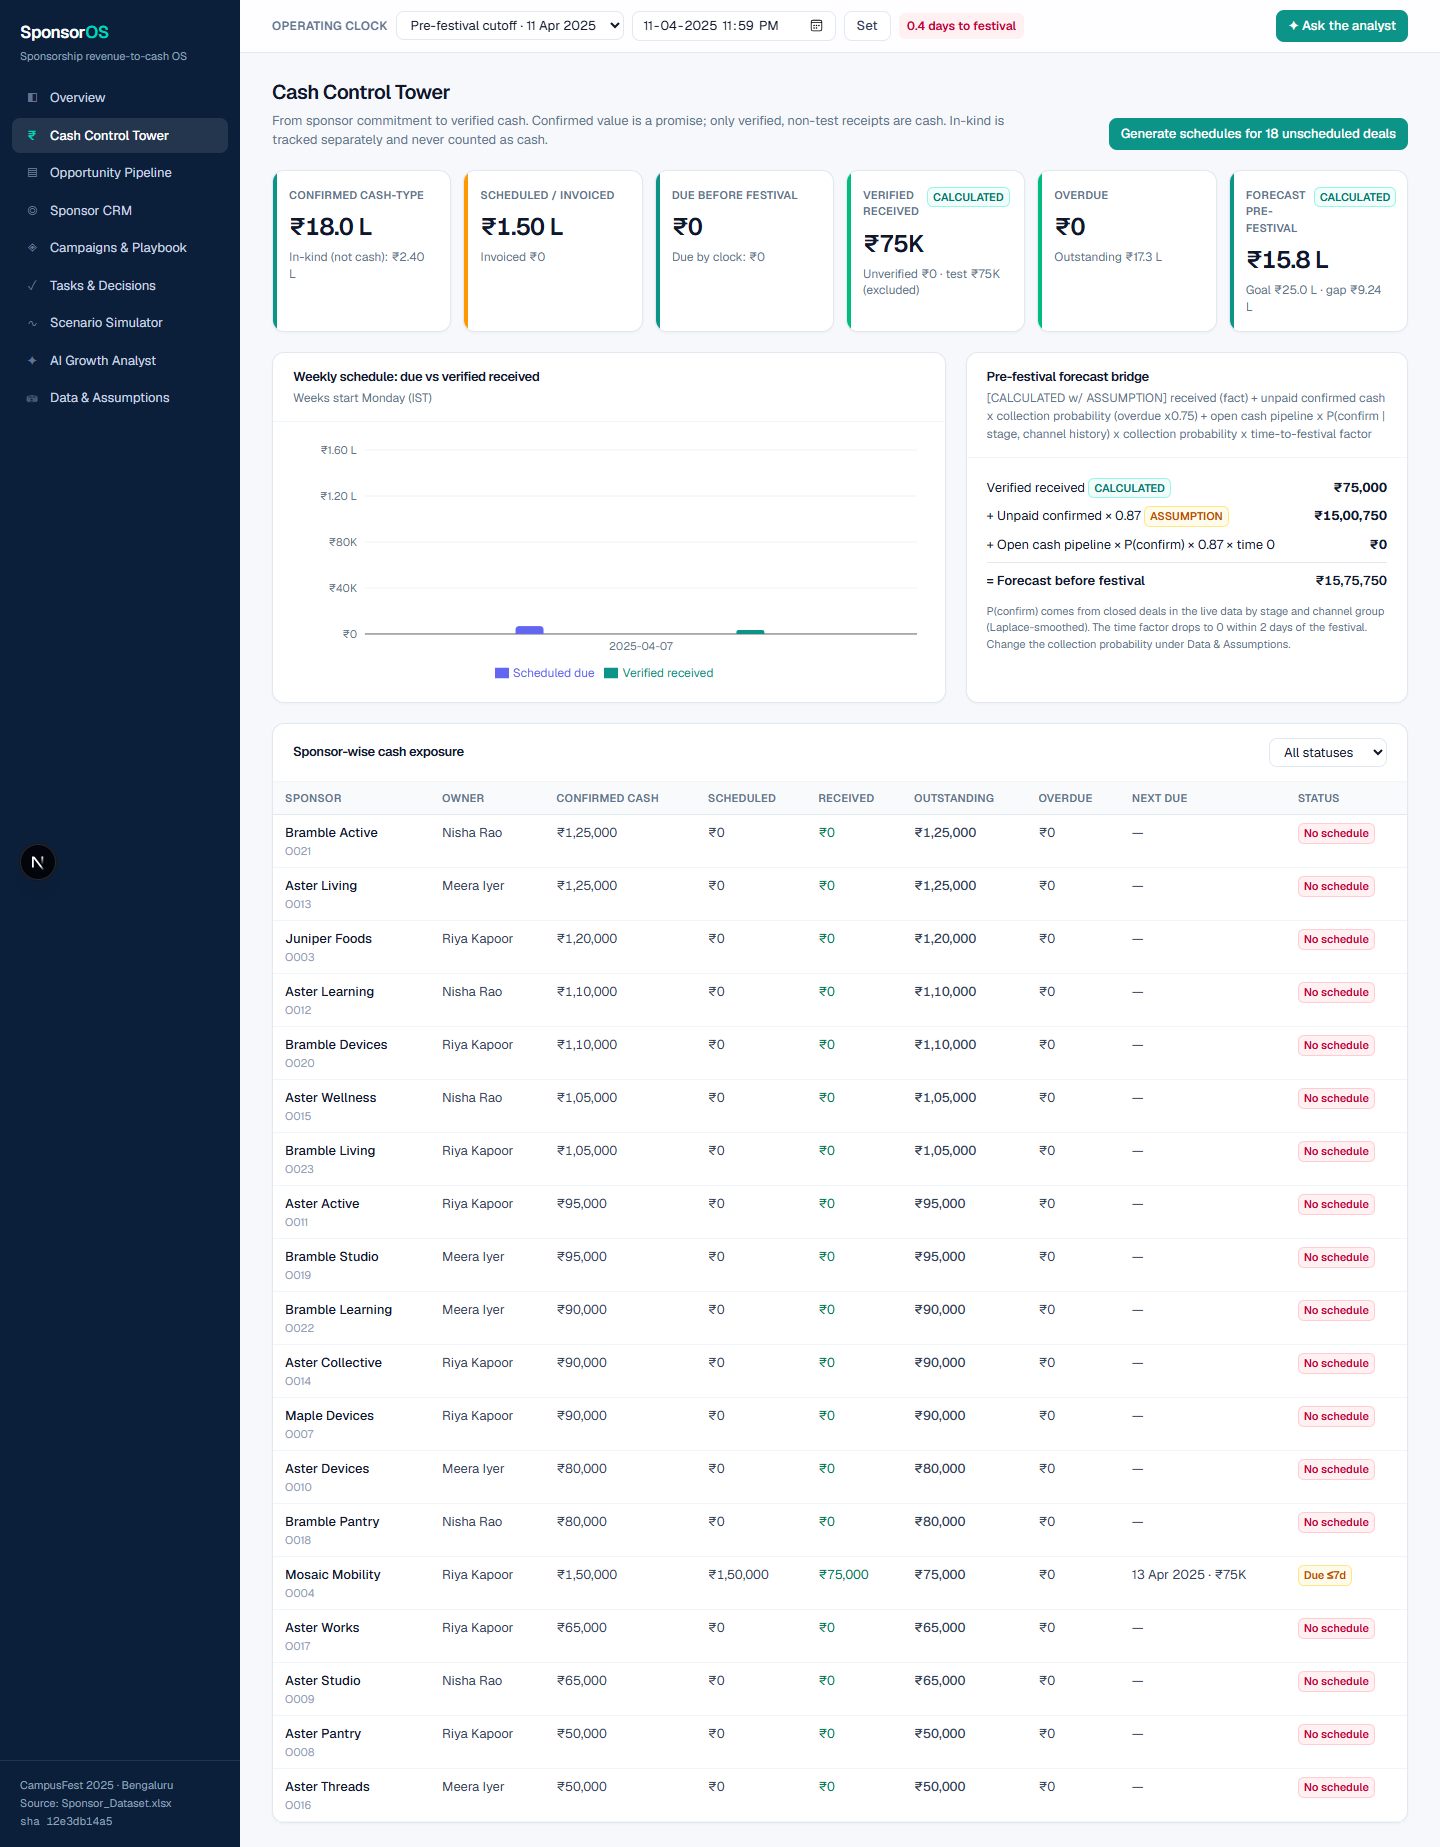 SponsorOS
Sponsorship revenue-to-cash OS
Overview
₹ Cash Control Tower
Opportunity Pipeline
Sponsor CRM
Campaigns & Playbook
✓ Tasks & Decisions
Scenario Simulator
✦ AI Growth Analyst
Data & Assumptions
CampusFest 2025 · Bengaluru
Source: Sponsor_Dataset.xlsx
sha 12e3db14a5
OPERATING CLOCK Pre-festival cutoff · 11 Apr 2025 11-04-2025 11:59 PM Set 0.4 days to festival ✦ Ask the analyst
Cash Control Tower
From sponsor commitment to verified cash. Confirmed value is a promise; only verified, non-test receipts are cash. In-kind is
tracked separately and never counted as cash.
Generate schedules for 18 unscheduled deals
CONFIRMED CASH-TYPE
₹18.0 L
In-kind (not cash): ₹2.40
L
SCHEDULED / INVOICED
₹1.50 L
Invoiced ₹0
DUE BEFORE FESTIVAL
₹0
Due by clock: ₹0
VERIFIED CALCULATED
RECEIVED
₹75K
Unverified ₹0 · test ₹75K
(excluded)
OVERDUE
₹0
Outstanding ₹17.3 L
FORECAST CALCULATED
PRE-
FESTIVAL
₹15.8 L
Goal ₹25.0 L · gap ₹9.24
L
Weekly schedule: due vs verified received
Weeks start Monday (IST)
₹1.60 L
₹1.20 L
₹80K
₹40K
₹0
2025-04-07
Scheduled due Verified received
Pre-festival forecast bridge
[CALCULATED w/ ASSUMPTION] received (fact) + unpaid confirmed cash
x collection probability (overdue x0.75) + open cash pipeline x P(confirm |
stage, channel history) x collection probability x time-to-festival factor
Verified received CALCULATED ₹75,000
+ Unpaid confirmed × 0.87 ASSUMPTION ₹15,00,750
+ Open cash pipeline × P(confirm) × 0.87 × time 0 ₹0
= Forecast before festival ₹15,75,750
P(confirm) comes from closed deals in the live data by stage and channel group
(Laplace-smoothed). The time factor drops to 0 within 2 days of the festival.
Change the collection probability under Data & Assumptions.
Sponsor-wise cash exposure All statuses
SPONSOR OWNER CONFIRMED CASH SCHEDULED RECEIVED OUTSTANDING OVERDUE NEXT DUE STATUS
Bramble Active Nisha Rao ₹1,25,000 ₹0 ₹0 ₹1,25,000 ₹0 — No schedule
O021
Aster Living Meera Iyer ₹1,25,000 ₹0 ₹0 ₹1,25,000 ₹0 — No schedule
O013
Juniper Foods Riya Kapoor ₹1,20,000 ₹0 ₹0 ₹1,20,000 ₹0 — No schedule
O003
Aster Learning Nisha Rao ₹1,10,000 ₹0 ₹0 ₹1,10,000 ₹0 — No schedule
O012
Bramble Devices Riya Kapoor ₹1,10,000 ₹0 ₹0 ₹1,10,000 ₹0 — No schedule
O020
Aster Wellness Nisha Rao ₹1,05,000 ₹0 ₹0 ₹1,05,000 ₹0 — No schedule
O015
Bramble Living Riya Kapoor ₹1,05,000 ₹0 ₹0 ₹1,05,000 ₹0 — No schedule
O023
Aster Active Riya Kapoor ₹95,000 ₹0 ₹0 ₹95,000 ₹0 — No schedule
O011
Bramble Studio Meera Iyer ₹95,000 ₹0 ₹0 ₹95,000 ₹0 — No schedule
O019
Bramble Learning Meera Iyer ₹90,000 ₹0 ₹0 ₹90,000 ₹0 — No schedule
O022
Aster Collective Riya Kapoor ₹90,000 ₹0 ₹0 ₹90,000 ₹0 — No schedule
O014
Maple Devices Riya Kapoor ₹90,000 ₹0 ₹0 ₹90,000 ₹0 — No schedule
O007
Aster Devices Meera Iyer ₹80,000 ₹0 ₹0 ₹80,000 ₹0 — No schedule
O010
Bramble Pantry Nisha Rao ₹80,000 ₹0 ₹0 ₹80,000 ₹0 — No schedule
O018
Mosaic Mobility Riya Kapoor ₹1,50,000 ₹1,50,000 ₹75,000 ₹75,000 ₹0 13 Apr 2025 · ₹75K Due ≤7d
O004
Aster Works Riya Kapoor ₹65,000 ₹0 ₹0 ₹65,000 ₹0 — No schedule
O017
Aster Studio Nisha Rao ₹65,000 ₹0 ₹0 ₹65,000 ₹0 — No schedule
O009
Aster Pantry Riya Kapoor ₹50,000 ₹0 ₹0 ₹50,000 ₹0 — No schedule
O008
Aster Threads Meera Iyer ₹50,000 ₹0 ₹0 ₹50,000 ₹0 — No schedule
O016
N